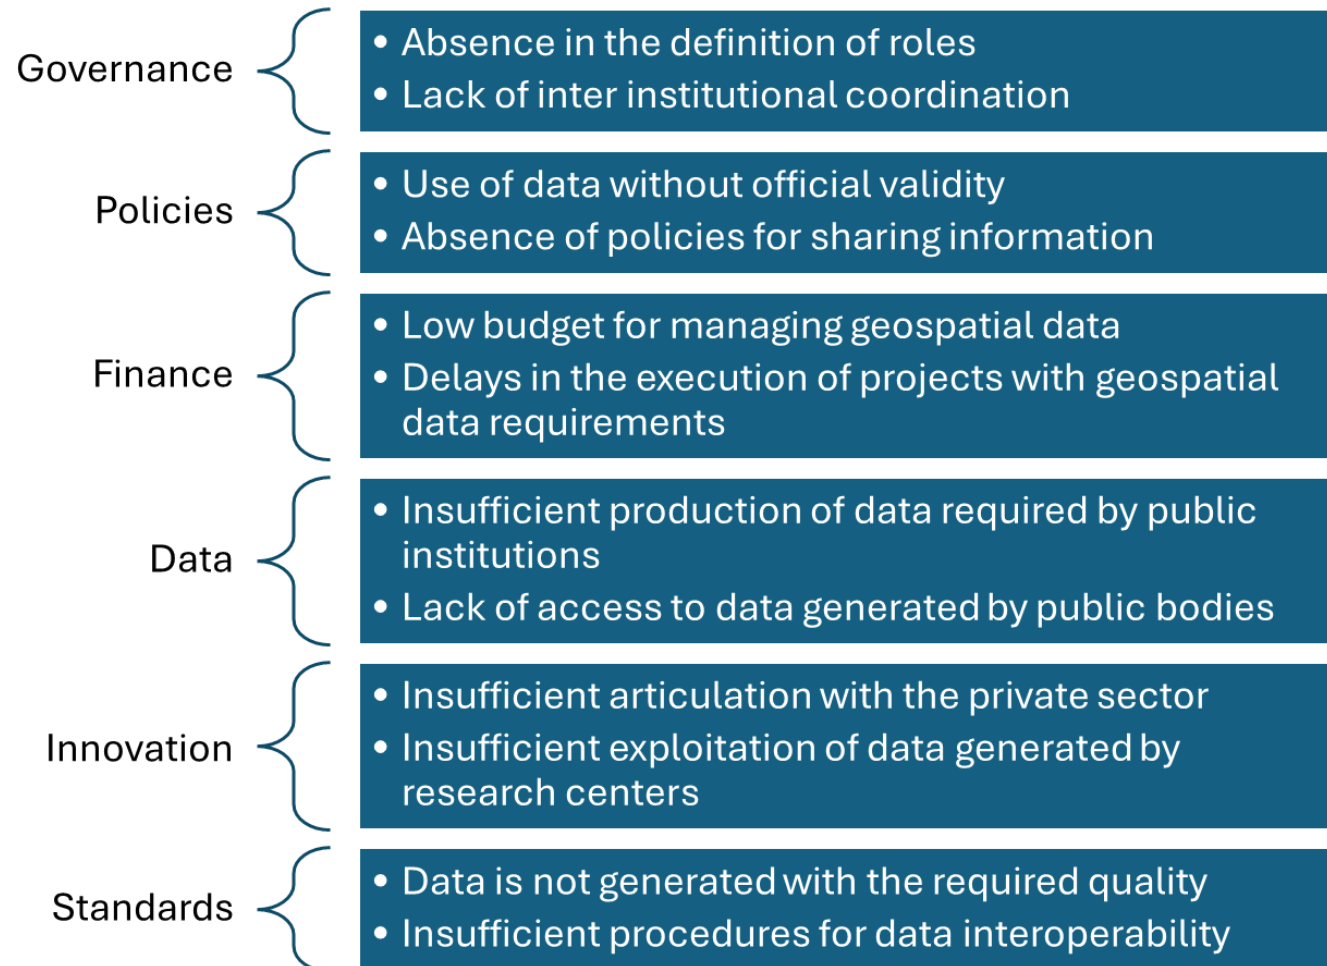 Governance
• Absence in the definition of roles
• Lack of inter institutional coordination
Policies
• Use of data without official validity
• Absence of policies for sharing information
Finance
• Low budget for managing geospatial data
• Delays in the execution of projects with geospatial
data requirements
Data
• Insufficient production of data required by public
institutions
• Lack of access to data generated by public bodies
Innovation
• Insufficient articulation with the private sector
• Insufficient exploitation of data generated by
research centers
Standards
• Data is not generated with the required quality
• Insufficient procedures for data interoperability